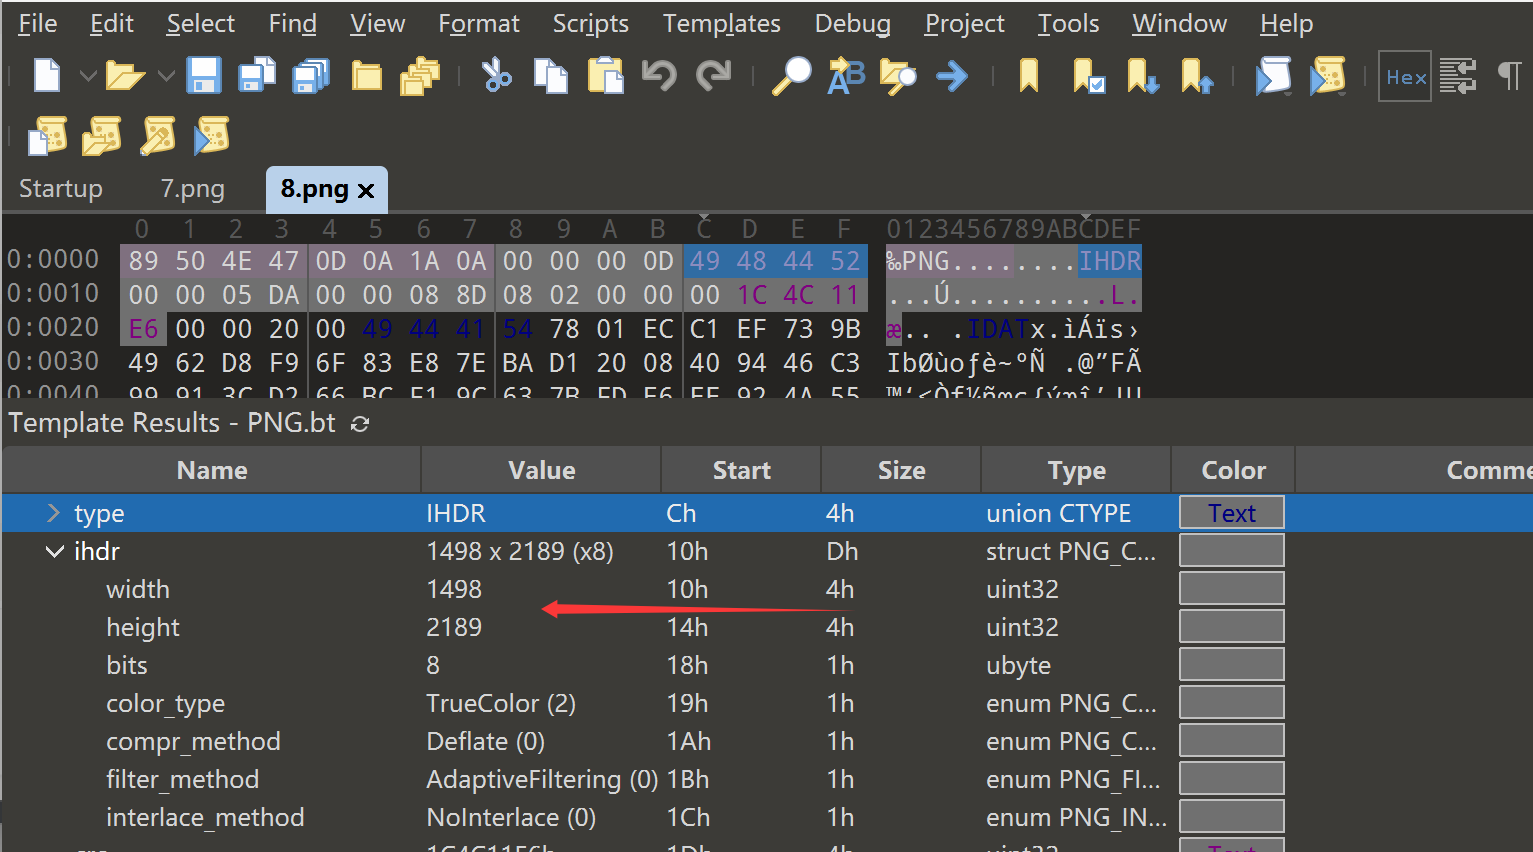 File Edit Select Find View Format Scripts Templates Debug Project Tools Window Help
Hex
Startup 7.png 8.png
0 1 2 3 4 5 6 7 8 9 A B C D E F 0123456789ABCDEF
0:0000 89 50 4E 47 0D 0A 1A 0A 00 00 00 0D 49 48 44 52 ‰PNG........IHDR
0:0010 00 00 05 DA 00 00 08 8D 08 02 00 00 00 1C 4C 11 ...Ú..........L.
0:0020 E6 00 00 20 00 49 44 41 54 78 01 EC C1 EF 73 9B æ.. .IDATx.ìÁïs›
0:0030 49 62 D8 F9 6F 83 E8 7E BA D1 20 08 40 94 46 C3 IbØùoƒè~ºÑ .@”FÃ
0:0040
Template Results - PNG.bt
Name Value Start Size Type Color Comme
type IHDR Ch 4h union CTYPE Text
ihdr 1498 x 2189 (x8) 10h Dh struct PNG_C...
width 1498 10h 4h uint32
height 2189 14h 4h uint32
bits 8 18h 1h ubyte
color_type TrueColor (2) 19h 1h enum PNG_C...
compr_method Deflate (0) 1Ah 1h enum PNG_C...
filter_method AdaptiveFiltering (0) 1Bh 1h enum PNG_FI...
interlace_method NoInterlace (0) 1Ch 1h enum PNG_IN...